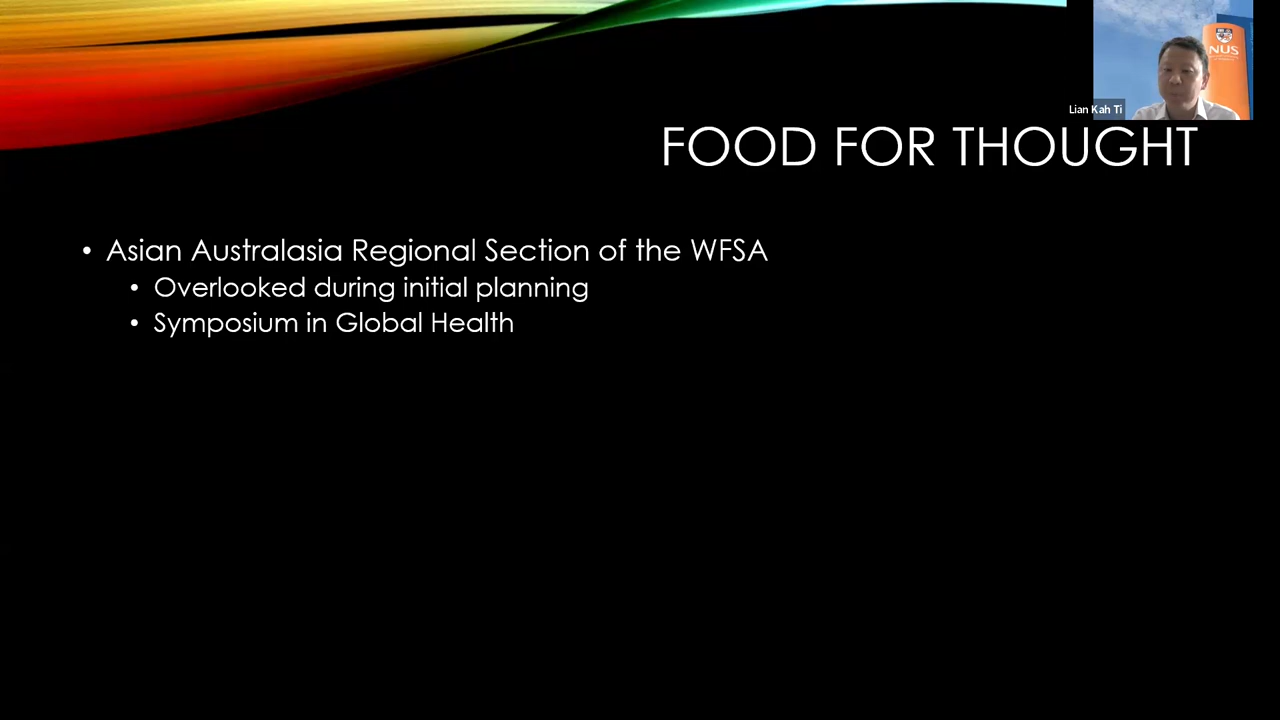 NUS
Lian Kah Ti
FOOD FOR THOUGHT
• Asian Australasia Regional Section of the WFSA
• Overlooked during initial planning
• Symposium in Global Health